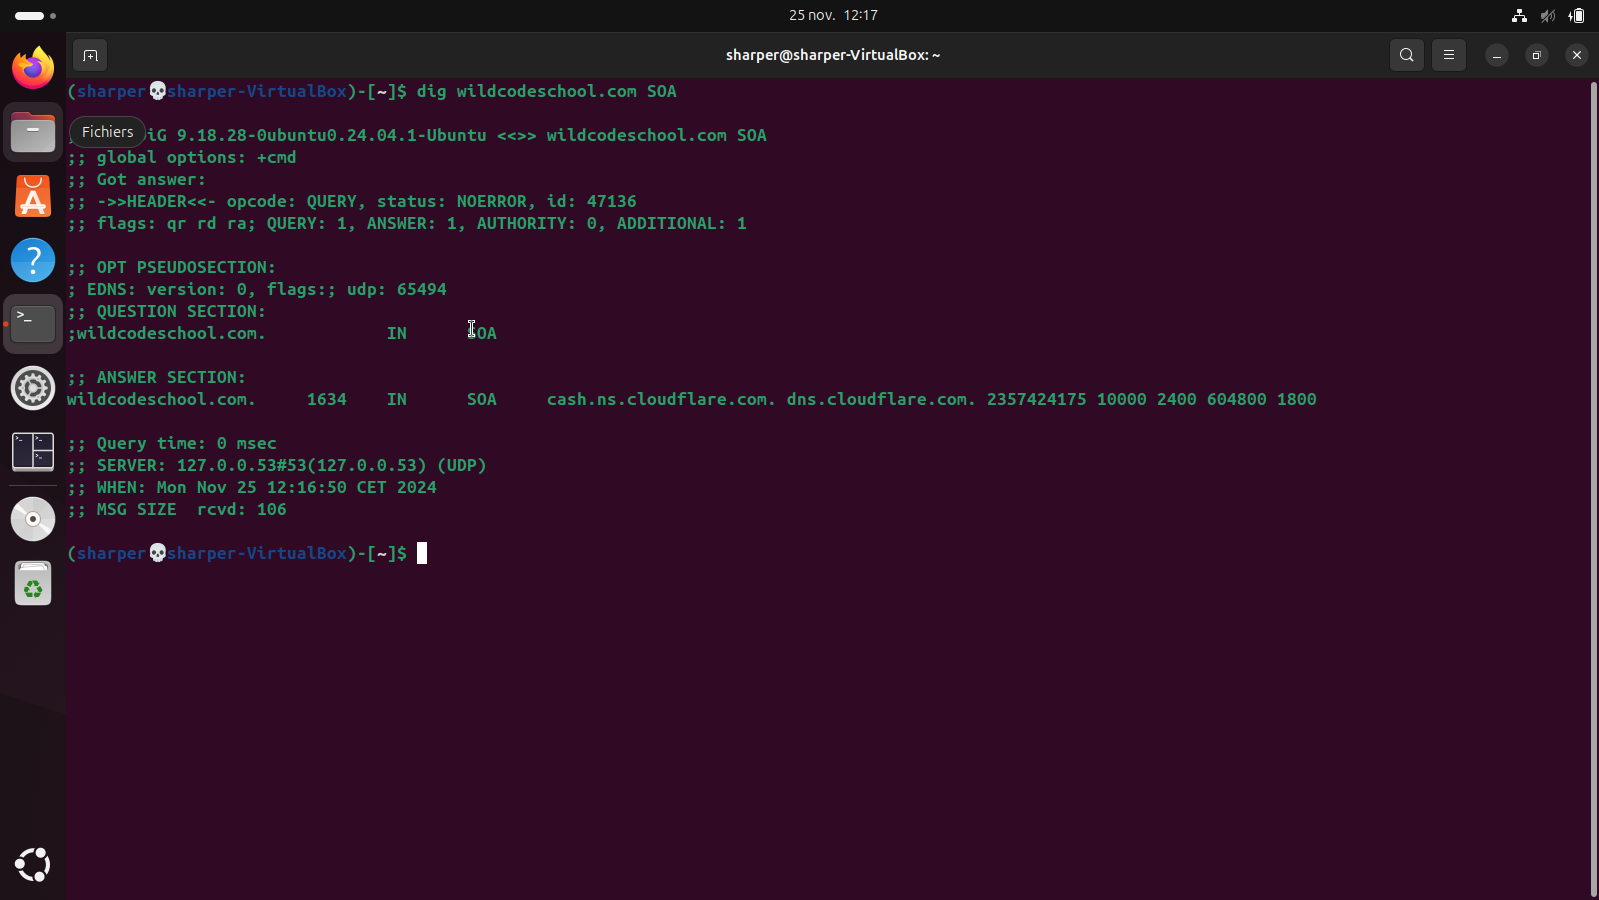 25 nov. 12:17
sharper@sharper-VirtualBox: ~
(sharper💀sharper-VirtualBox)-[~]$ dig wildcodeschool.com SOA
Fichiers
iG 9.18.28-0ubuntu0.24.04.1-Ubuntu <<>> wildcodeschool.com SOA
;; global options: +cmd
;; Got answer:
;; ->>HEADER<<- opcode: QUERY, status: NOERROR, id: 47136
;; flags: qr rd ra; QUERY: 1, ANSWER: 1, AUTHORITY: 0, ADDITIONAL: 1
;; OPT PSEUDOSECTION:
; EDNS: version: 0, flags:; udp: 65494
;; QUESTION SECTION:
;wildcodeschool.com. IN SOA
;; ANSWER SECTION:
wildcodeschool.com. 1634 IN SOA cash.ns.cloudflare.com. dns.cloudflare.com. 2357424175 10000 2400 604800 1800
;; Query time: 0 msec
;; SERVER: 127.0.0.53#53(127.0.0.53) (UDP)
;; WHEN: Mon Nov 25 12:16:50 CET 2024
;; MSG SIZE  rcvd: 106
(sharper💀sharper-VirtualBox)-[~]$